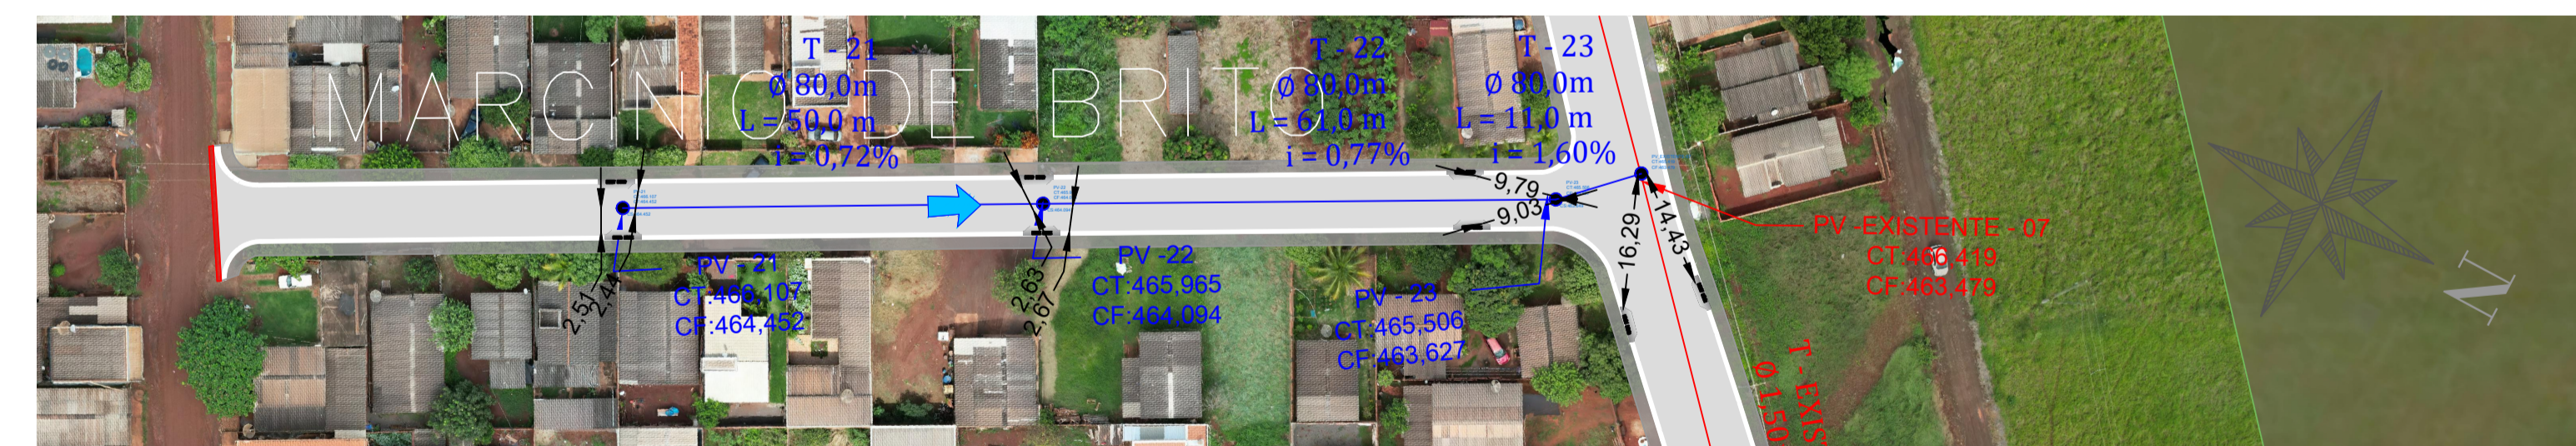 MARCÍNIO DE BRITO
T - 21
Ø 80,0m
L = 50,0 m
i = 0,72%
T - 22
Ø 80,0m
L = 61,0 m
i = 0,77%
T - 23
Ø 80,0m
L = 11,0 m
i = 1,60%
9,79
9,03
16,29
14,43
2,51
2,44
2,63
2,67
PV - 21
CT:466,107
CF:464,452
PV -22
CT:465,965
CF:464,094
PV - 23
CT:465,506
CF:463,627
PV -EXISTENTE - 07
CT:466,419
CF:463,479
T - EXIS
Ø 1,50
N